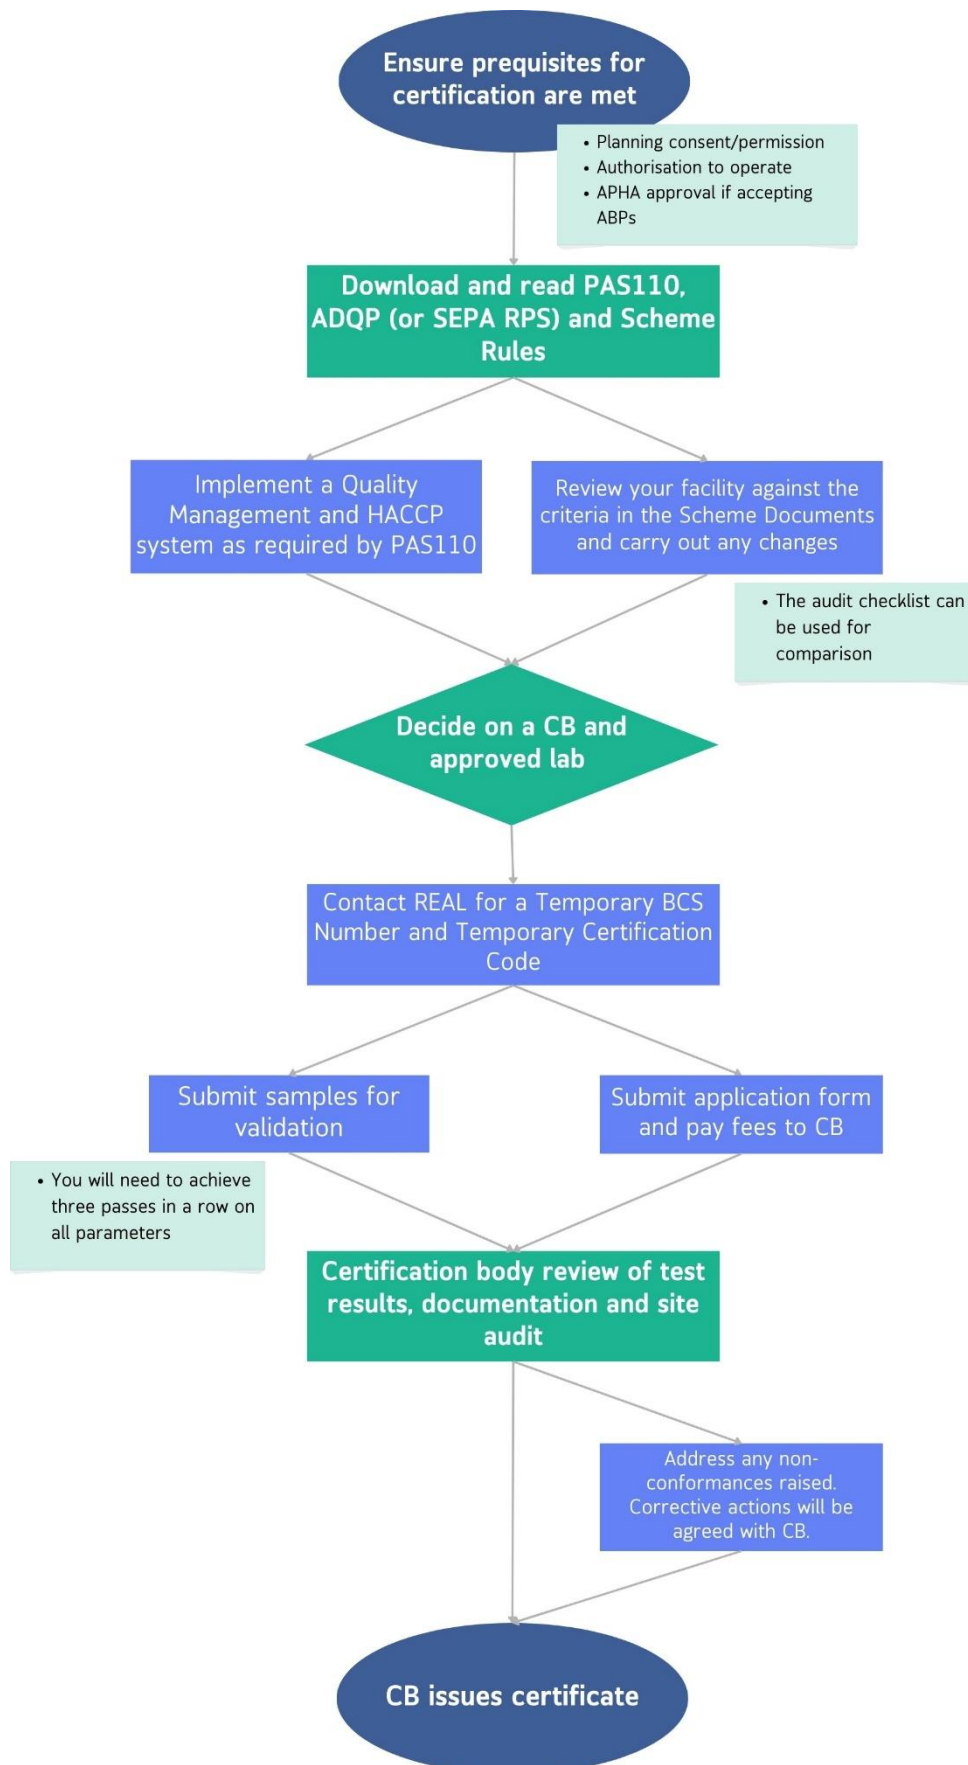 Ensure prequisites for
certification are met
• Planning consent/permission
• Authorisation to operate
• APHA approval if accepting
ABPs
Download and read PAS110,
ADQP (or SEPA RPS) and Scheme
Rules
Implement a Quality
Management and HACCP
system as required by PAS110
Review your facility against the
criteria in the Scheme Documents
and carry out any changes
• The audit checklist can
be used for
comparison
Decide on a CB and
approved lab
Contact REAL for a Temporary BCS
Number and Temporary Certification
Code
Submit samples for
validation
Submit application form
and pay fees to CB
• You will need to achieve
three passes in a row on
all parameters
Certification body review of test
results, documentation and site
audit
Address any non-
conformances raised.
Corrective actions will be
agreed with CB.
CB issues certificate